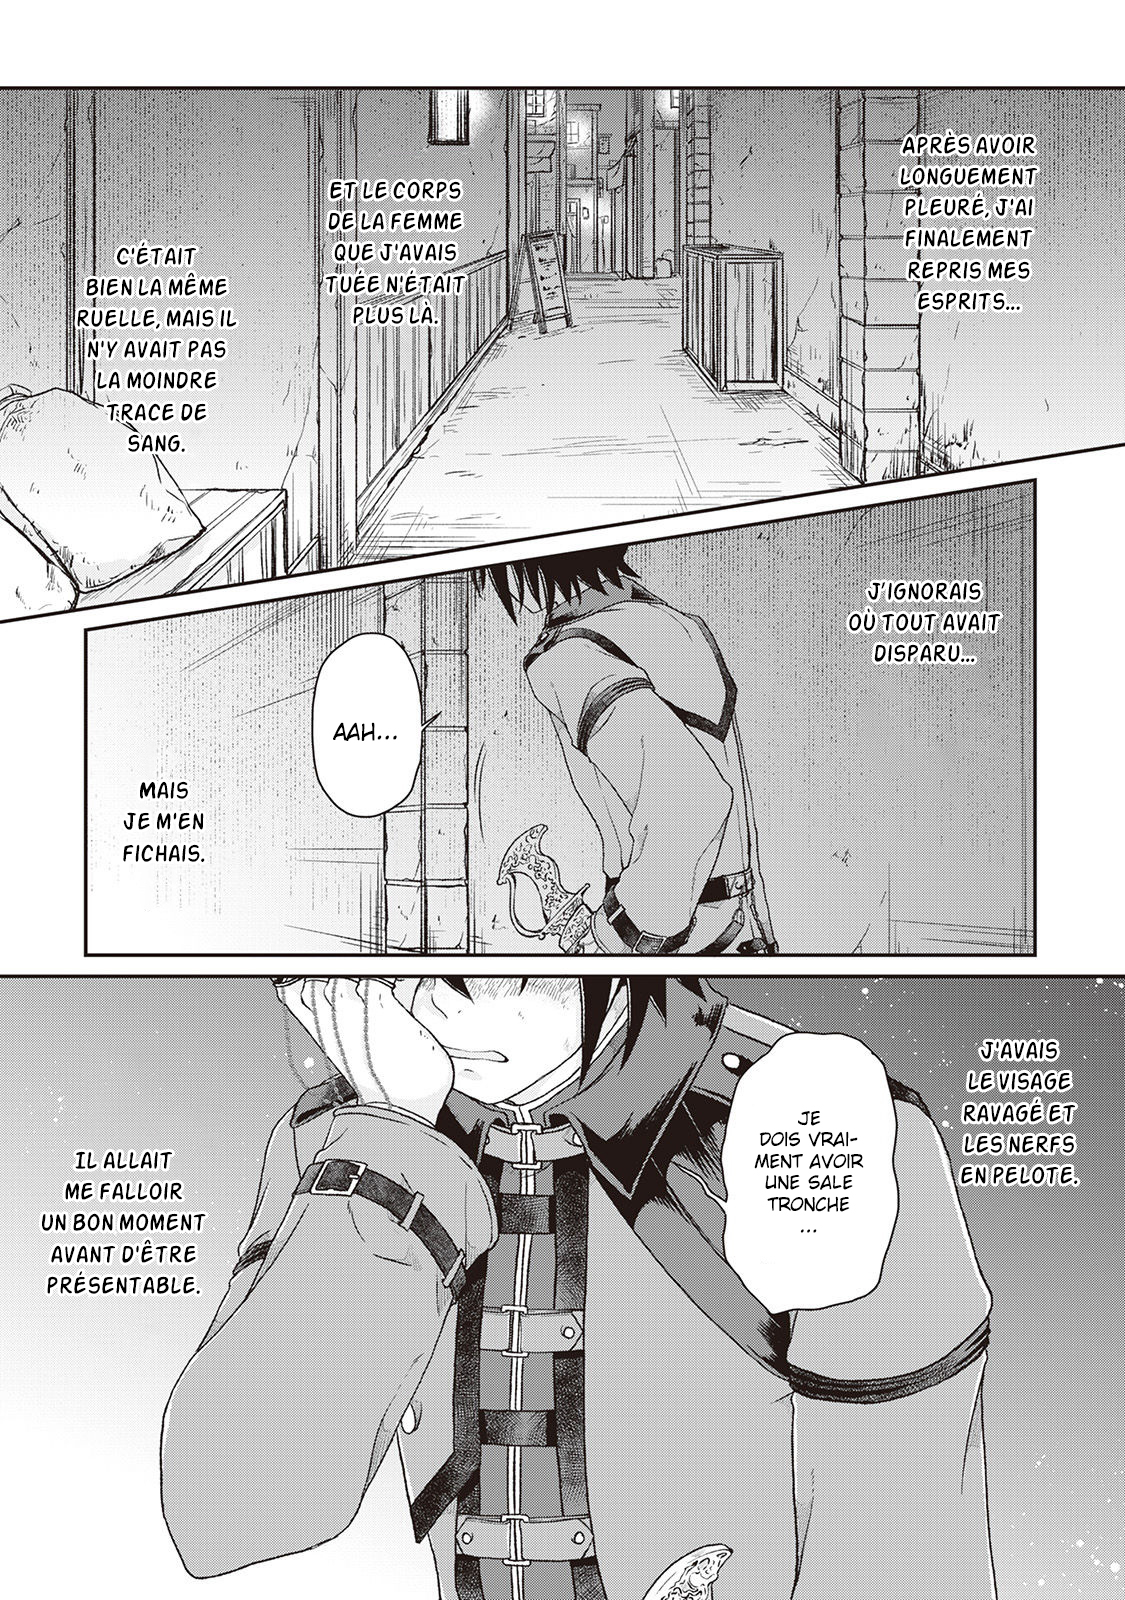 APRÈS AVOIR
LONGUEMENT
PLEURÉ, J'AI
FINALEMENT
REPRIS MES
ESPRITS...
ET LE CORPS
DE LA FEMME
QUE J'AVAIS
TUÉE N'ÉTAIT
PLUS LÀ.
C'ÉTAIT
BIEN LA MÊME
RUELLE, MAIS IL
N'Y AVAIT PAS
LA MOINDRE
TRACE DE
SANG.
J'IGNORAIS
OÙ TOUT AVAIT
DISPARU...
AAH...
MAIS
JE M'EN
FICHAIS.
J'AVAIS
LE VISAGE
RAVAGÉ ET
LES NERFS
EN PELOTE.
JE
DOIS VRAI-
MENT AVOIR
UNE SALE
TRONCHE
...
IL ALLAIT
ME FALLOIR
UN BON MOMENT
AVANT D'ÊTRE
PRÉSENTABLE.